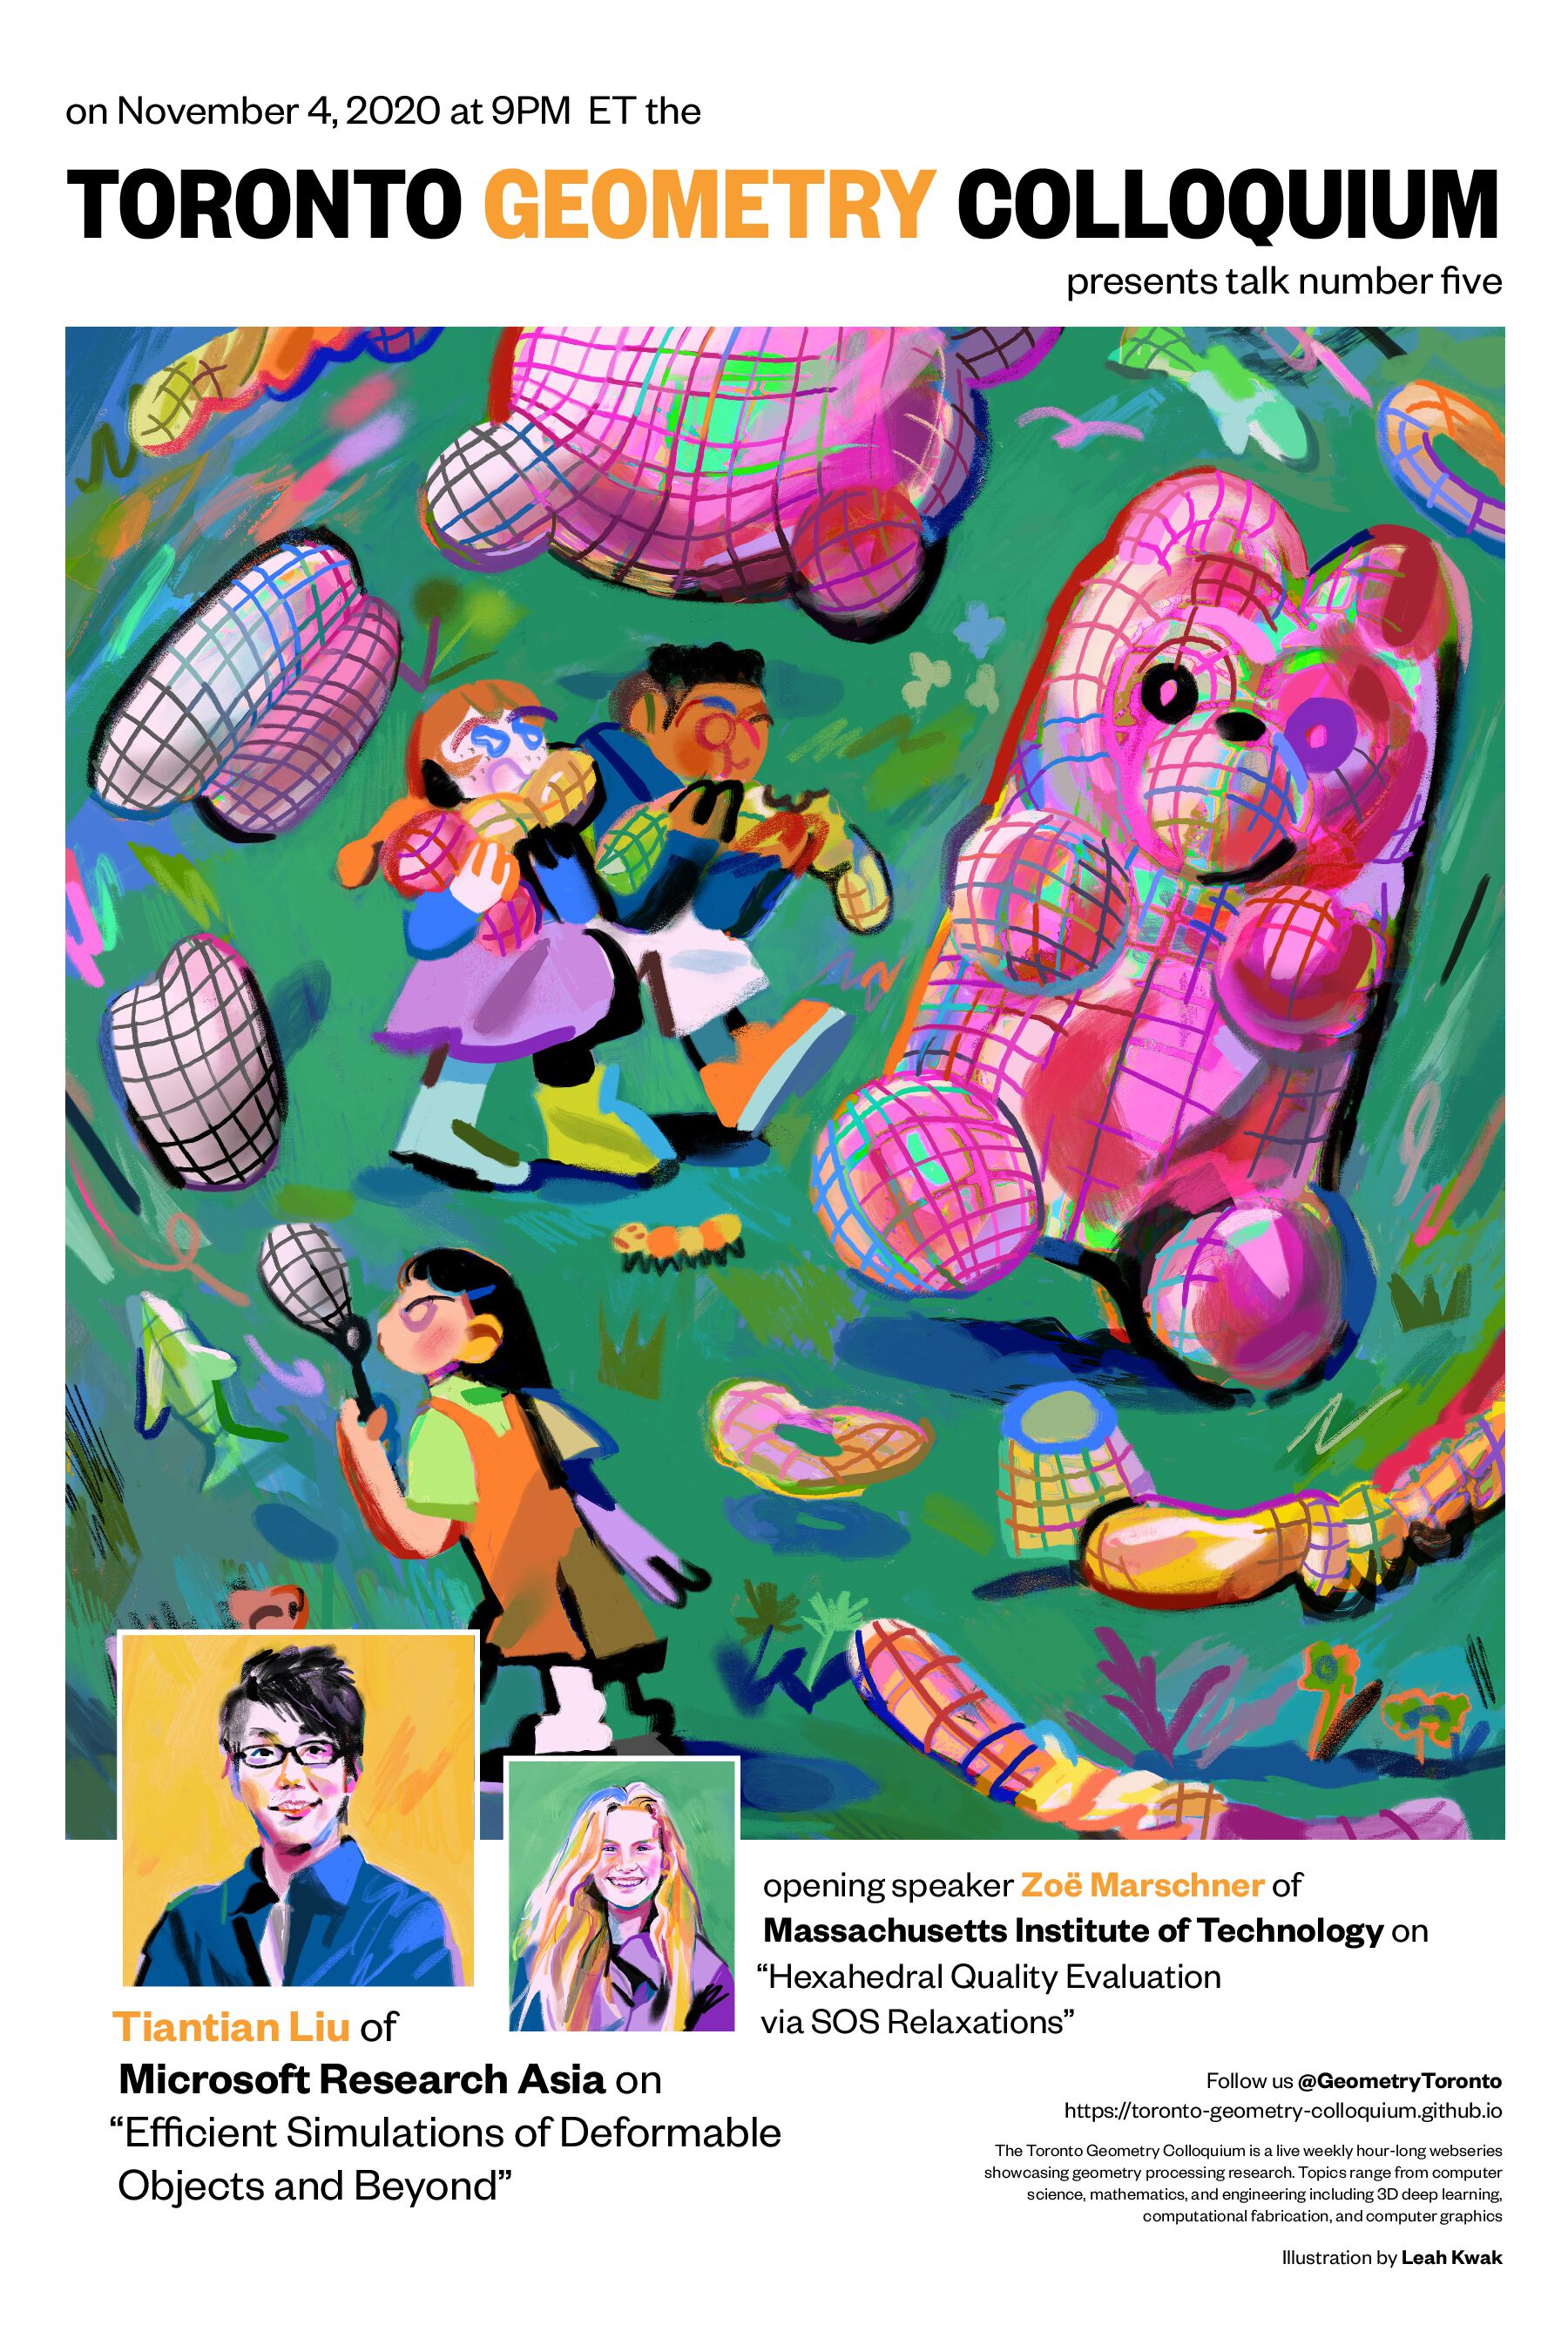 on November 4, 2020 at 9PM ET the
TORONTO GEOMETRY COLLOQUIUM
presents talk number five
opening speaker Zoë Marschner of
Massachusetts Institute of Technology on
“Hexahedral Quality Evaluation
via SOS Relaxations”
Tiantian Liu of
Microsoft Research Asia on
“Efficient Simulations of Deformable
Objects and Beyond”
Follow us @GeometryToronto
https://toronto-geometry-colloquium.github.io
The Toronto Geometry Colloquium is a live weekly hour-long webseries
showcasing geometry processing research. Topics range from computer
science, mathematics, and engineering including 3D deep learning,
computational fabrication, and computer graphics
Illustration by Leah Kwak